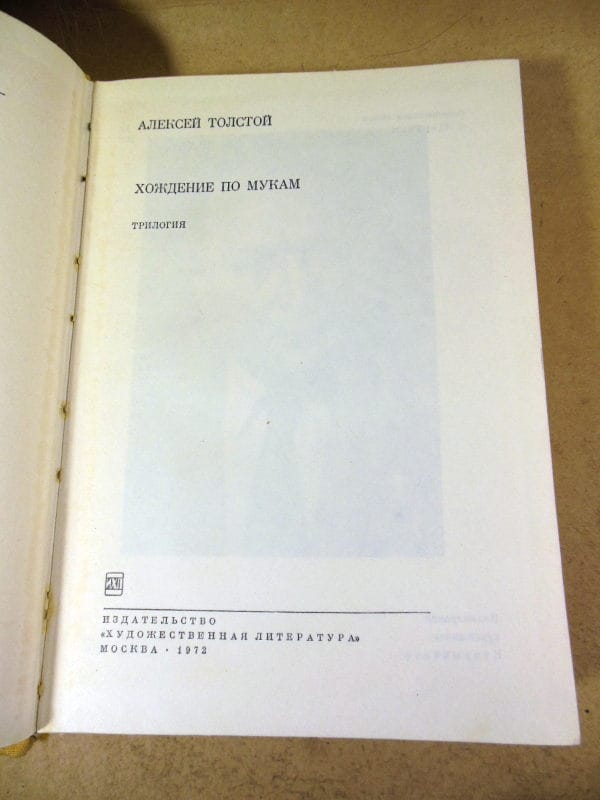 АЛЕКСЕЙ ТОЛСТОЙ
ХОЖДЕНИЕ ПО МУКАМ
ТРИЛОГИЯ
ИЗДАТЕЛЬСТВО
«ХУДОЖЕСТВЕННАЯ ЛИТЕРАТУРА»
МОСКВА · 1972